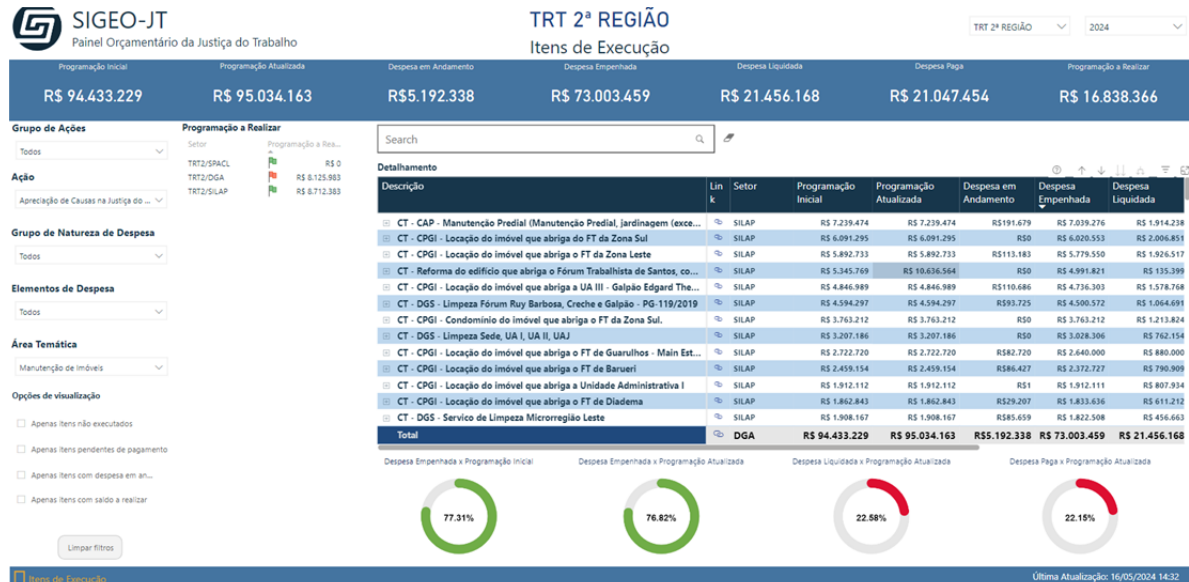 SIGEO-JT
Painel Orçamentário da Justiça do Trabalho
TRT 2ª REGIÃO
Itens de Execução
TRT 2ª REGIÃO
2024
Programação Inicial
R$ 94.433.229
Programação Atualizada
R$ 95.034.163
Despesa em Andamento
R$5.192.338
Despesa Empenhada
R$ 73.003.459
Despesa Liquidada
R$ 21.456.168
Despesa Paga
R$ 21.047.454
Programação a Realizar
R$ 16.838.366
Grupo de Ações
Todos
Ação
Apreciação de Causas na Justiça do ...
Grupo de Natureza de Despesa
Todos
Elementos de Despesa
Todos
Área Temática
Manutenção de imóveis
Opções de visualização
Apenas Itens não executados
Apenas Itens pendentes de pagamento
Apenas Itens com despesa em an...
Apenas Itens com saldo a realizar
Limpar filtros
Programação a Realizar
Setor Programação a Rea...
TRT2/SPACL R$ 0
TRT2/DGA R$ 8.125.983
TRT2/SILAP R$ 8.712.383
Search
Detalhamento
Descrição Link Setor Programação Inicial Programação Atualizada Despesa em Andamento Despesa Empenhada Despesa Liquidada
CT - CAP - Manutenção Predial (Manutenção Predial, jardinagem (exce... SILAP R$ 7.239.474 R$ 7.239.474 R$191.679 R$ 7.039.276 R$ 1.914.238
CT - CPGI - Locação do imóvel que abriga do FT da Zona Sul SILAP R$ 6.091.295 R$ 6.091.295 R$0 R$ 6.020.553 R$ 2.006.851
CT - CPGI - Locação do imóvel que abriga o FT da Zona Leste SILAP R$ 5.892.733 R$ 5.892.733 R$113.183 R$ 5.779.550 R$ 1.926.517
CT - Reforma do edifício que abriga o Fórum Trabalhista de Santos, co... SILAP R$ 5.345.769 R$ 10.636.564 R$0 R$ 4.991.821 R$ 135.399
CT - CPGI - Locação do imóvel que abriga a UA III - Galpão Edgard The... SILAP R$ 4.846.989 R$ 4.846.989 R$110.686 R$ 4.736.303 R$ 1.578.768
CT - DGS - Limpeza Fórum Ruy Barbosa, Creche e Galpão - PG-119/2019 SILAP R$ 4.594.297 R$ 4.594.297 R$93.725 R$ 4.500.572 R$ 1.064.691
CT - CPGI - Condomínio do imóvel que abriga o FT da Zona Sul. SILAP R$ 3.763.212 R$ 3.763.212 R$0 R$ 3.763.212 R$ 1.213.824
CT - DGS - Limpeza Sede, UA I, UA II, UAJ SILAP R$ 3.207.186 R$ 3.207.186 R$0 R$ 3.028.306 R$ 762.154
CT - CPGI - Locação do imóvel que abriga o FT de Guarulhos - Main Est... SILAP R$ 2.722.720 R$ 2.722.720 R$82.720 R$ 2.640.000 R$ 880.000
CT - CPGI - Locação do imóvel que abriga o FT de Barueri SILAP R$ 2.459.154 R$ 2.459.154 R$86.427 R$ 2.372.727 R$ 790.909
CT - CPGI - Locação do imóvel que abriga a Unidade Administrativa I SILAP R$ 1.912.112 R$ 1.912.112 R$1 R$ 1.912.111 R$ 807.934
CT - CPGI - Locação do imóvel que abriga o FT de Diadema SILAP R$ 1.862.843 R$ 1.862.843 R$29.207 R$ 1.833.636 R$ 611.212
CT - DGS - Servico de Limpeza Microrregião Leste SILAP R$ 1.908.167 R$ 1.908.167 R$85.659 R$ 1.822.508 R$ 456.663
Total DGA R$ 94.433.229 R$ 95.034.163 R$5.192.338 R$ 73.003.459 R$ 21.456.168
Despesa Empenhada x Programação Inicial
77.31%
Despesa Empenhada x Programação Atualizada
76.82%
Despesa Liquidada x Programação Atualizada
22.58%
Despesa Paga x Programação Atualizada
22.15%
Itens de Execução
Última Atualização: 16/05/2024 14:32